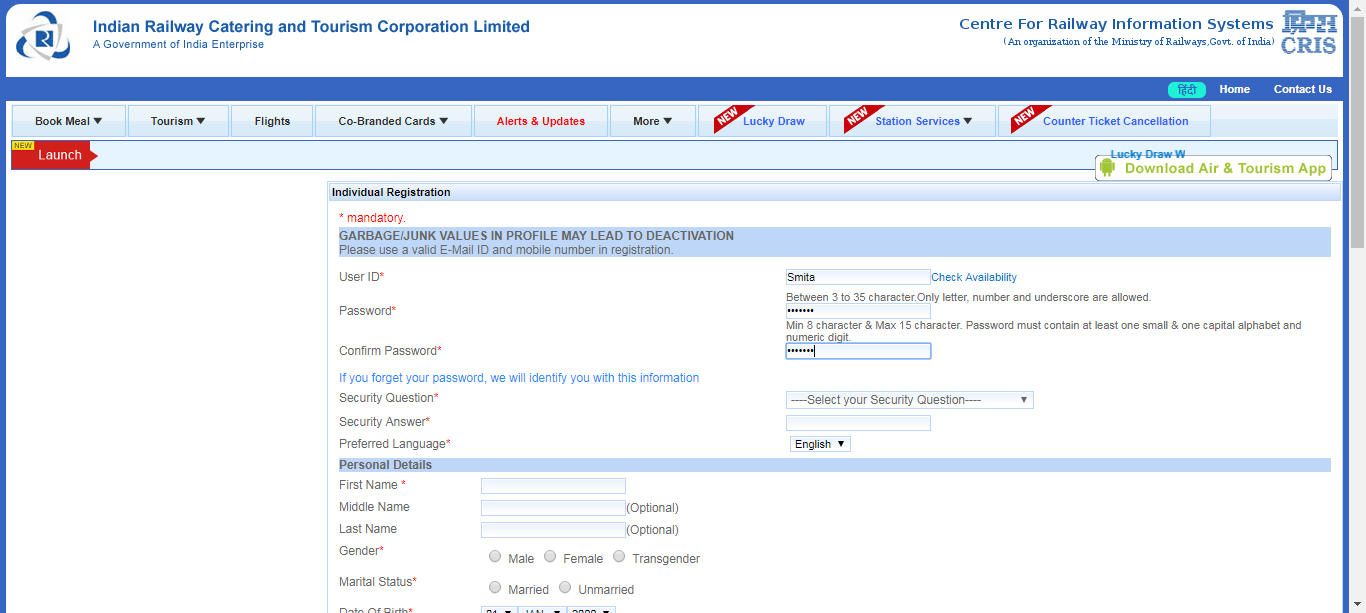 Indian Railway Catering and Tourism Corporation Limited
A Government of India Enterprise
Centre For Railway Information Systems
(An organization of the Ministry of Railways,Govt. of India)
क्रिस
CRIS
हिंदी Home Contact Us
Book Meal▼ Tourism▼ Flights Co-Branded Cards▼ Alerts & Updates More▼ NEW Lucky Draw NEW Station Services▼ NEW Counter Ticket Cancellation
NEW
Launch
Lucky Draw W
Download Air & Tourism App
Individual Registration
* mandatory.
GARBAGE/JUNK VALUES IN PROFILE MAY LEAD TO DEACTIVATION
Please use a valid E-Mail ID and mobile number in registration.
User ID* Smita Check Availability
Between 3 to 35 character.Only letter, number and underscore are allowed.
Password* •••••••
Min 8 character & Max 15 character. Password must contain at least one small & one capital alphabet and
numeric digit.
Confirm Password* •••••••
If you forget your password, we will identify you with this information
Security Question* ----Select your Security Question----
Security Answer*
Preferred Language* English
Personal Details
First Name *
Middle Name (Optional)
Last Name (Optional)
Gender* Male Female Transgender
Marital Status* Married Unmarried
Date Of Birth* 01 JAN